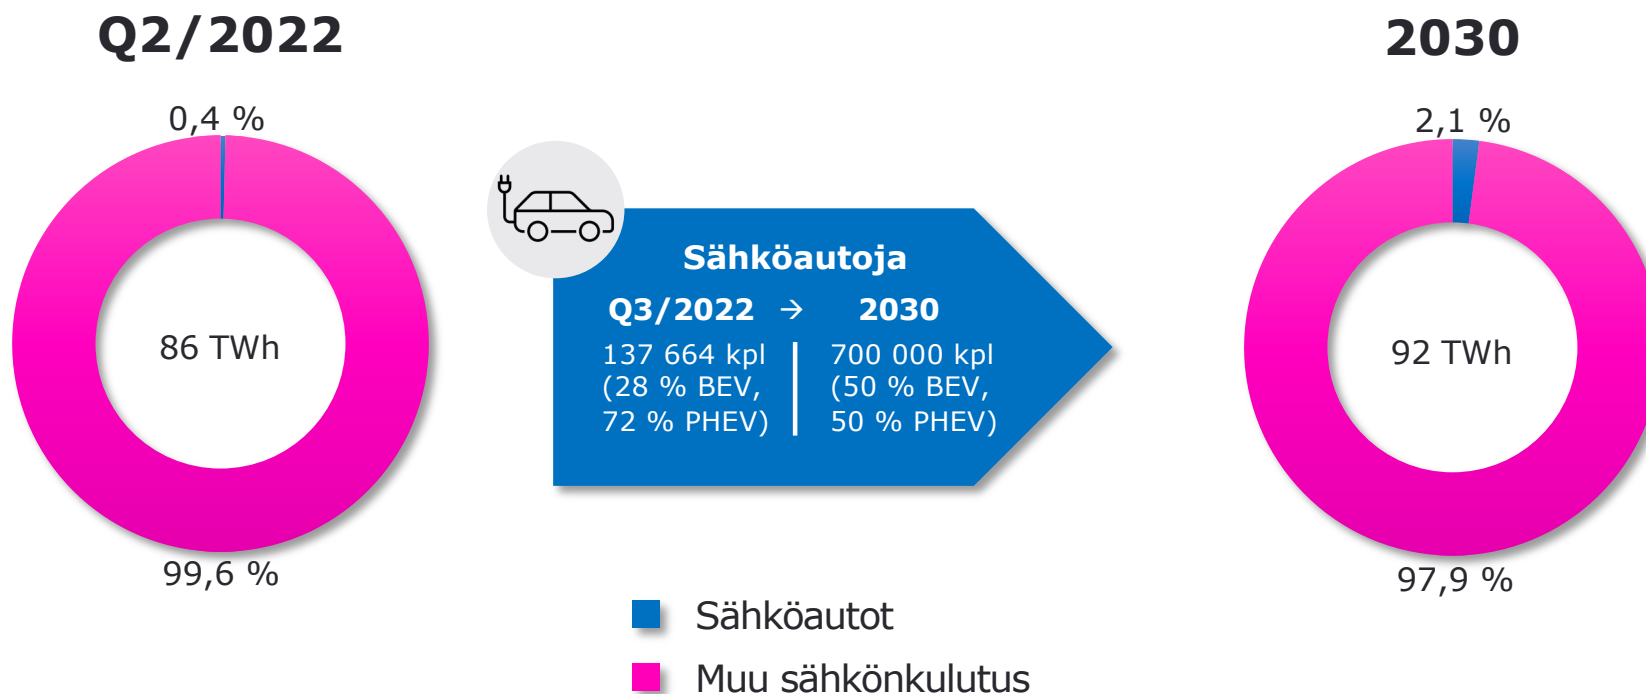 Q2/2022
0,4 %
86 TWh
99,6 %
Sähköautoja
Q3/2022 → 2030
137 664 kpl
(28 % BEV,
72 % PHEV)
700 000 kpl
(50 % BEV,
50 % PHEV)
2030
2,1 %
92 TWh
97,9 %
Sähköautot
Muu sähkönkulutus